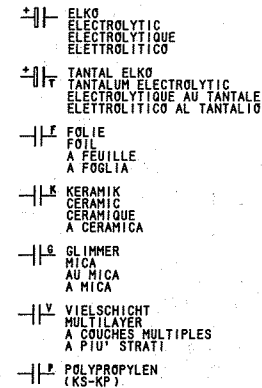 + ELKO
ELECTROLYTIC
ELECTROLYTIQUE
ELETTROLITICO
+ T TANTAL ELKO
TANTALUM ELECTROLYTIC
ELECTROLYTIQUE AU TANTALE
ELETTROLITICO AL TANTALIO
F FOLIE
FOIL
A FEUILLE
A FOGLIA
K KERAMIK
CERAMIC
CERAMIQUE
A CERAMICA
G GLIMMER
MICA
AU MICA
A MICA
V VIELSCHICHT
MULTILAYER
A COUCHES MULTIPLES
A PIU' STRATI
P POLYPROPYLEN
(KS-KP)